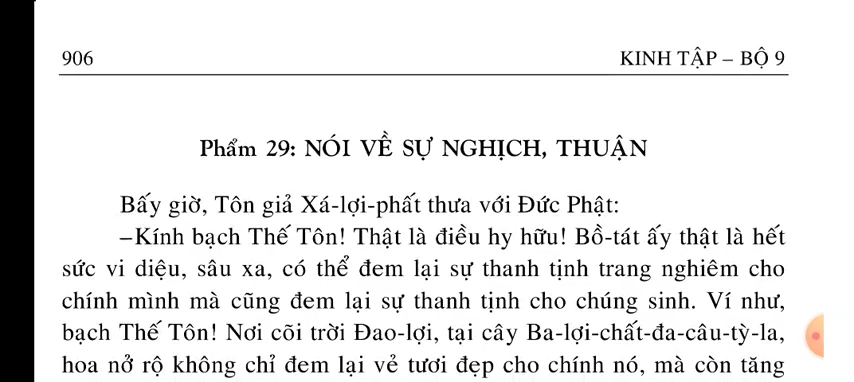 906
KINH TẬP – BỘ 9
Phẩm 29: NÓI VỀ SỰ NGHỊCH, THUẬN
Bấy giờ, Tôn giả Xá-lợi-phất thưa với Đức Phật:
–Kính bạch Thế Tôn! Thật là điều hy hữu! Bồ-tát ấy thật là hết
sức vi diệu, sâu xa, có thể đem lại sự thanh tịnh trang nghiêm cho
chính mình mà cũng đem lại sự thanh tịnh cho chúng sinh. Ví như,
bạch Thế Tôn! Nơi cõi trời Đao-lợi, tại cây Ba-lợi-chất-đa-câu-tỳ-la,
hoa nở rộ không chỉ đem lại vẻ tươi đẹp cho chính nó, mà còn tăng